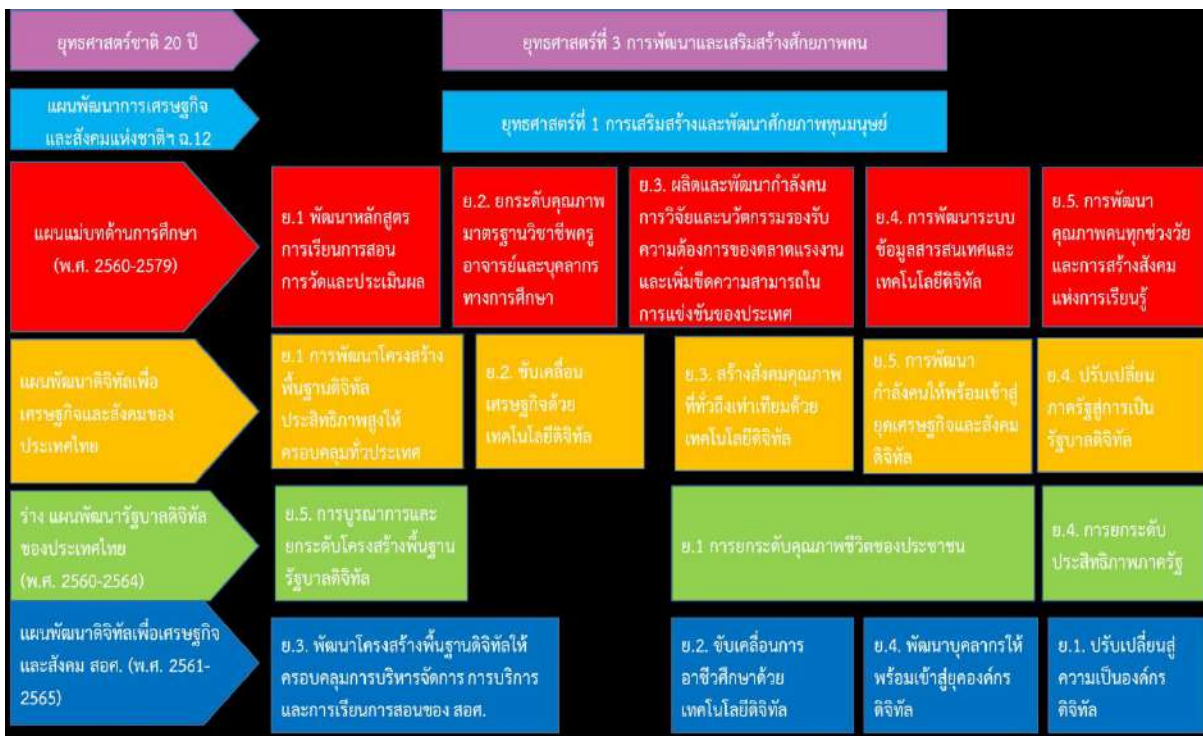 ยุทธศาสตร์ชาติ 20 ปี
ยุทธศาสตร์ที่ 3 การพัฒนาและเสริมสร้างศักยภาพคน
แผนพัฒนาการเศรษฐกิจ
และสังคมแห่งชาติฯ ฉ.12
ยุทธศาสตร์ที่ 1 การเสริมสร้างและพัฒนาศักยภาพทุนมนุษย์
แผนแม่บทด้านการศึกษา
(พ.ศ. 2560-2579)
ย.1 พัฒนาหลักสูตร
การเรียนการสอน
การวัดและประเมินผล
ย.2. ยกระดับคุณภาพ
มาตรฐานวิชาชีพครู
อาจารย์และบุคลากร
ทางการศึกษา
ย.3. ผลิตและพัฒนากำลังคน
การวิจัยและนวัตกรรมรองรับ
ความต้องการของตลาดแรงงาน
และเพิ่มขีดความสามารถใน
การแข่งขันของประเทศ
ย.4. การพัฒนาระบบ
ข้อมูลสารสนเทศและ
เทคโนโลยีดิจิทัล
ย.5. การพัฒนา
คุณภาพคนทุกช่วงวัย
และการสร้างสังคม
แห่งการเรียนรู้
แผนพัฒนาดิจิทัลเพื่อ
เศรษฐกิจและสังคมของ
ประเทศไทย
ย.1 การพัฒนาโครงสร้าง
พื้นฐานดิจิทัล
ประสิทธิภาพสูงให้
ครอบคลุมทั่วประเทศ
ย.2. ขับเคลื่อน
เศรษฐกิจด้วย
เทคโนโลยีดิจิทัล
ย.3. สร้างสังคมคุณภาพ
ที่ทั่วถึงเท่าเทียมด้วย
เทคโนโลยีดิจิทัล
ย.5. การพัฒนา
กำลังคนให้พร้อมเข้าสู่
ยุคเศรษฐกิจและสังคม
ดิจิทัล
ย.4. ปรับเปลี่ยน
ภาครัฐสู่การเป็น
รัฐบาลดิจิทัล
ร่าง แผนพัฒนารัฐบาลดิจิทัล
ของประเทศไทย
(พ.ศ. 2560-2564)
ย.5. การบูรณาการและ
ยกระดับโครงสร้างพื้นฐาน
รัฐบาลดิจิทัล
ย.1 การยกระดับคุณภาพชีวิตของประชาชน
ย.4. การยกระดับ
ประสิทธิภาพภาครัฐ
แผนพัฒนาดิจิทัลเพื่อเศรษฐกิจ
และสังคม สอศ. (พ.ศ. 2561-
2565)
ย.3. พัฒนาโครงสร้างพื้นฐานดิจิทัลให้
ครอบคลุมการบริหารจัดการ การบริการ
และการเรียนการสอนของ สอศ.
ย.2. ขับเคลื่อนการ
อาชีวศึกษาด้วย
เทคโนโลยีดิจิทัล
ย.4. พัฒนาบุคลากรให้
พร้อมเข้าสู่ยุคองค์กร
ดิจิทัล
ย.1. ปรับเปลี่ยนสู่
ความเป็นองค์กร
ดิจิทัล